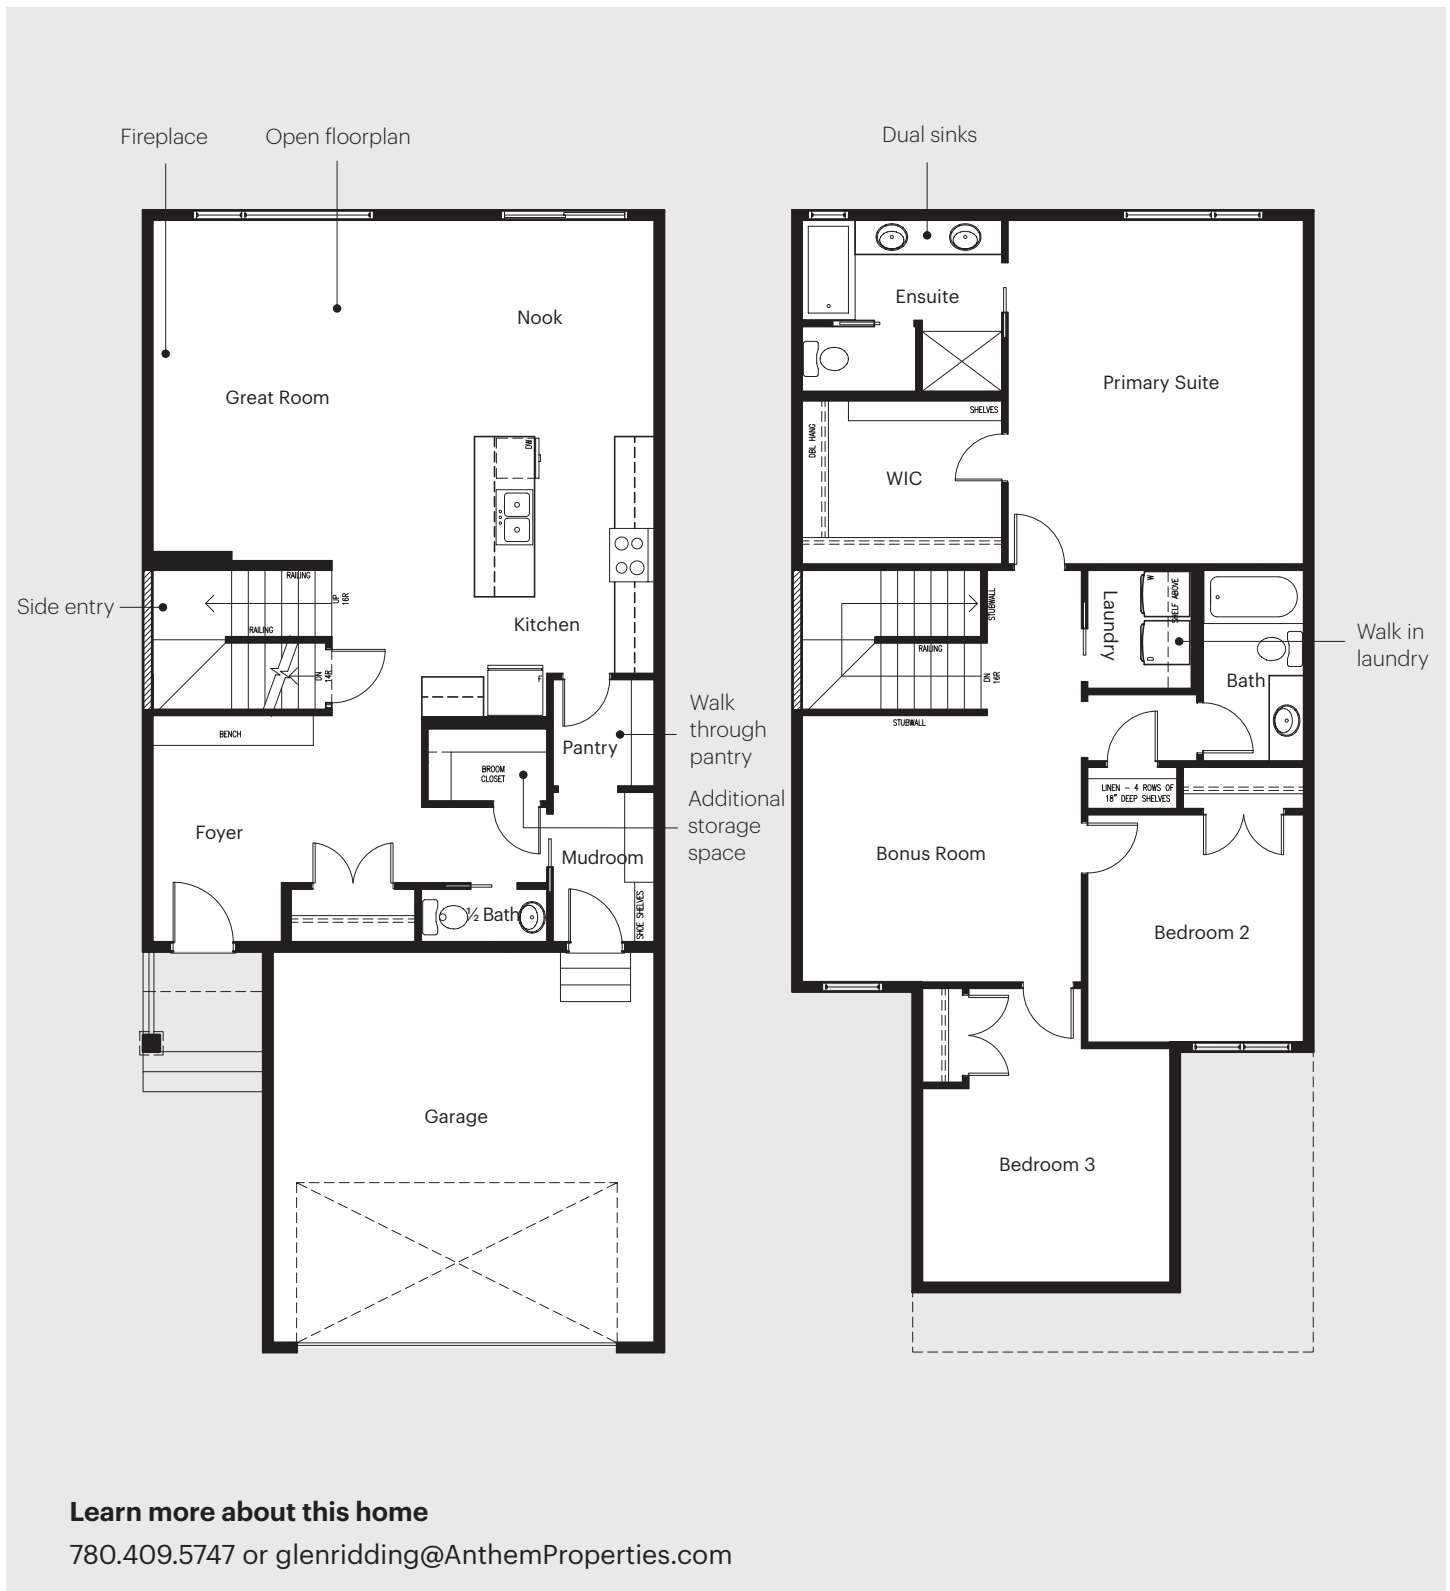 Fireplace
Open floorplan
Dual sinks
Nook
Great Room
Ensuite
Primary Suite
SHELVES
DBL HANG
WIC
DW
RAILING
UP
16R
Side entry
RAILING
DN
14R
Kitchen
F
BENCH
Pantry
Walk
through
pantry
BROOM
CLOSET
Additional
storage
space
Foyer
Mudroom
½ Bath
SHOE SHELVES
Garage
STUBWALL
RAILING
DN
16R
STUBWALL
Laundry
W
SHELF ABOVE
D
Walk in
laundry
Bath
LINEN - 4 ROWS OF
18" DEEP SHELVES
Bonus Room
Bedroom 2
Bedroom 3
Learn more about this home
780.409.5747 or glenridding@AnthemProperties.com